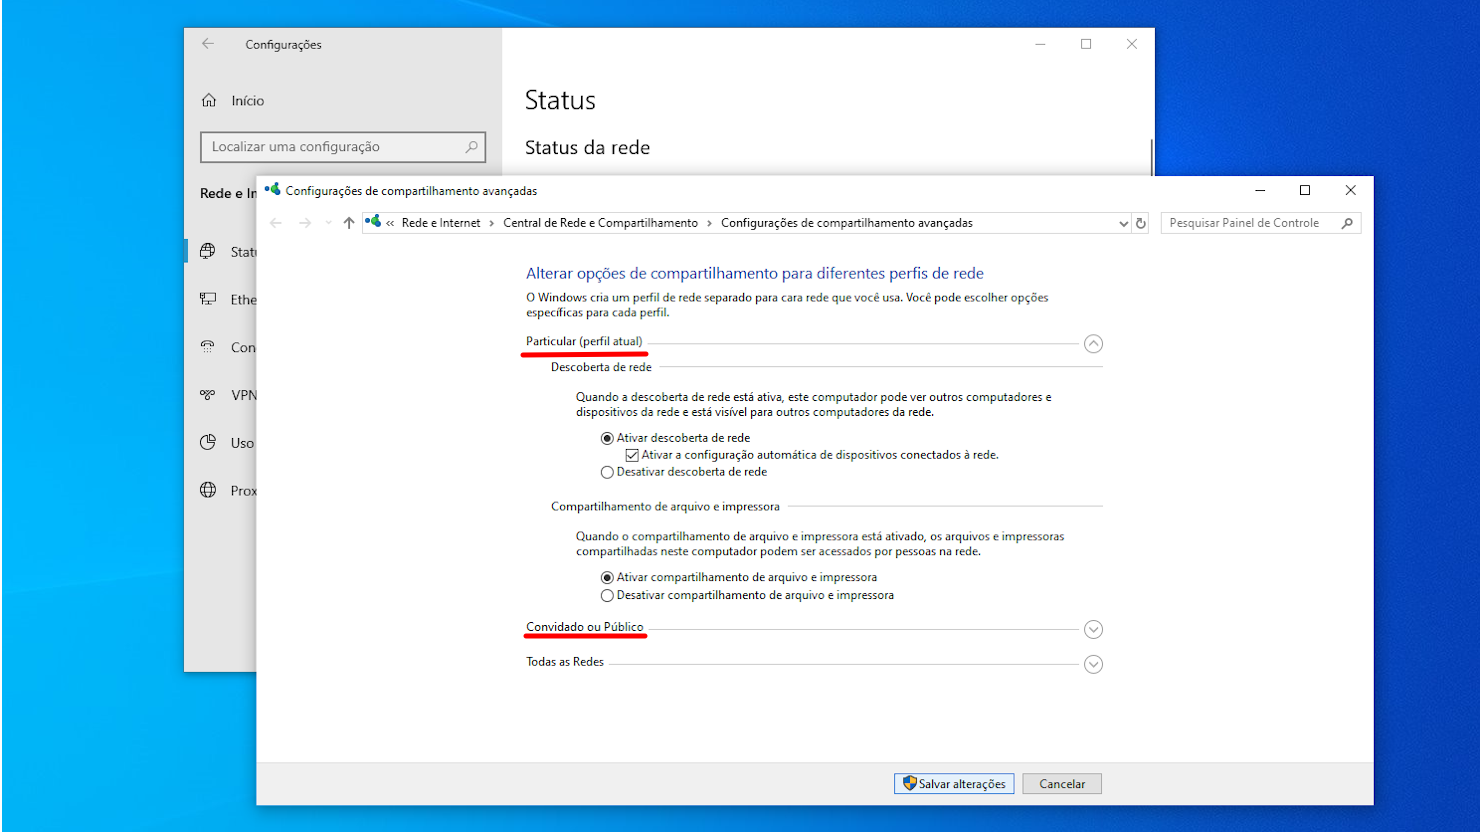 Configurações
Início
Localizar uma configuração
Status
Status da rede
Rede e In
Configurações de compartilhamento avançadas
« Rede e Internet > Central de Rede e Compartilhamento > Configurações de compartilhamento avançadas
Pesquisar Painel de Controle
Statu
Ethe
Con
VPN
Uso
Prox
Alterar opções de compartilhamento para diferentes perfis de rede
O Windows cria um perfil de rede separado para cara rede que você usa. Você pode escolher opções
específicas para cada perfil.
Particular (perfil atual)
Descoberta de rede
Quando a descoberta de rede está ativa, este computador pode ver outros computadores e
dispositivos da rede e está visível para outros computadores da rede.
Ativar descoberta de rede
Ativar a configuração automática de dispositivos conectados à rede.
Desativar descoberta de rede
Compartilhamento de arquivo e impressora
Quando o compartilhamento de arquivo e impressora está ativado, os arquivos e impressoras
compartilhadas neste computador podem ser acessados por pessoas na rede.
Ativar compartilhamento de arquivo e impressora
Desativar compartilhamento de arquivo e impressora
Convidado ou Público
Todas as Redes
Salvar alterações
Cancelar